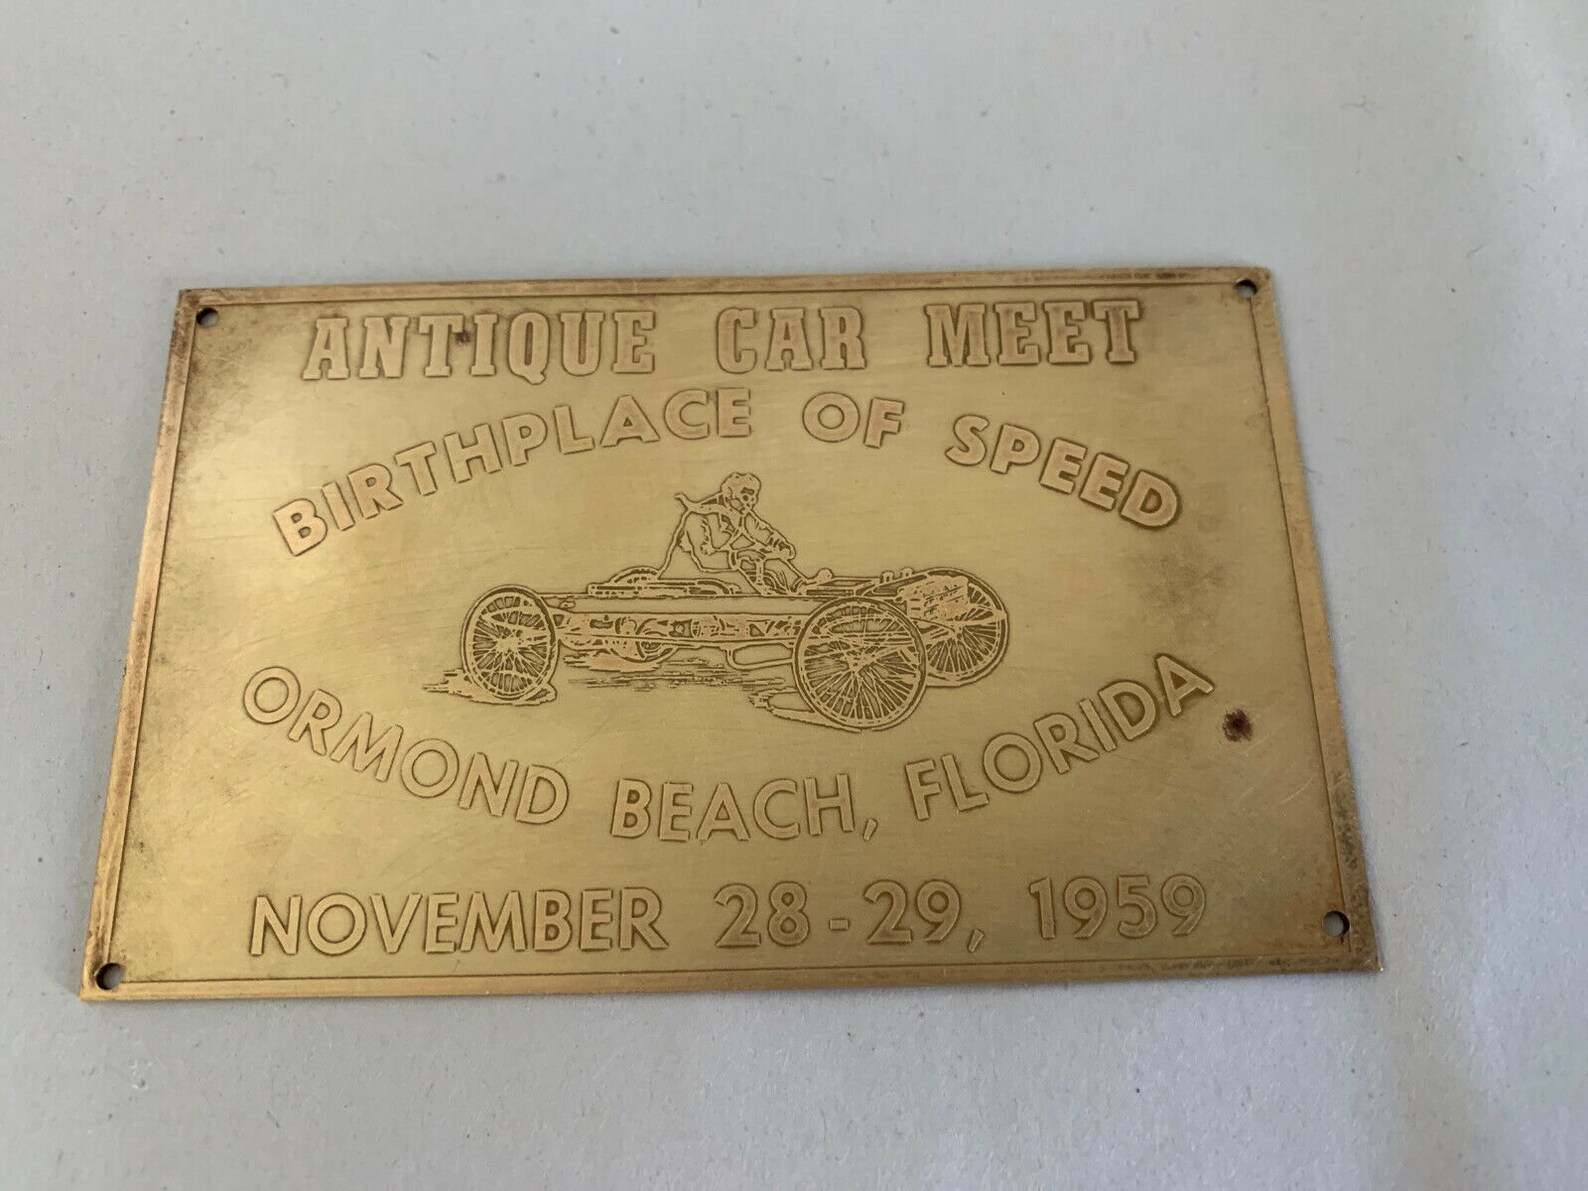 ANTIQUE CAR MEET
BIRTHPLACE OF SPEED
ORMOND BEACH, FLORIDA
NOVEMBER 28-29, 1959